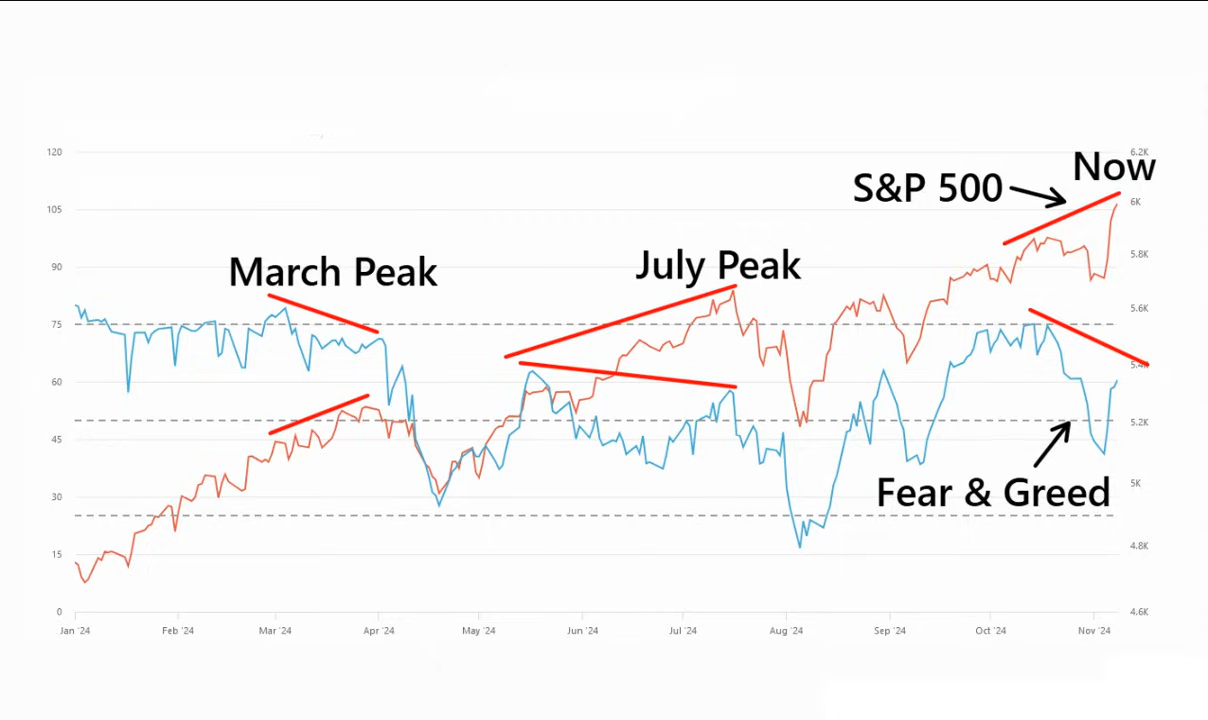 120
6.2K
Now
S&P 500
6K
105
5.8K
March Peak
July Peak
90
5.6K
75
5.4K
60
5.2K
45
Fear & Greed
5K
30
4.8K
15
0
4.6K
Jan '24
Feb '24
Mar '24
Apr '24
May '24
Jun '24
Jul '24
Aug '24
Sep '24
Oct '24
Nov '24